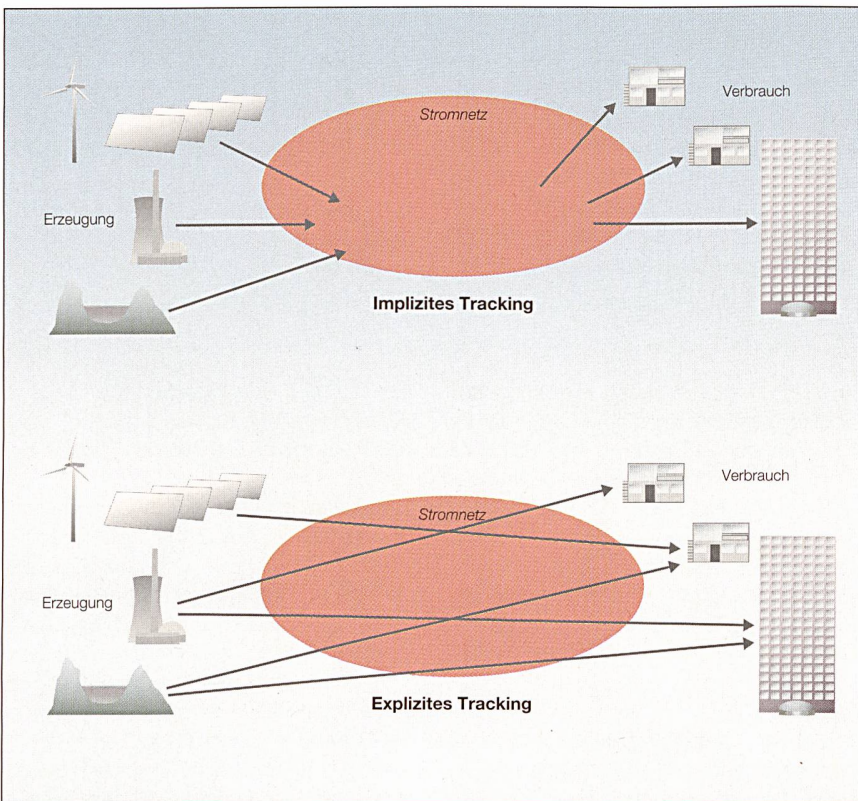 Stromnetz
Verbrauch
Erzeugung
Implizites Tracking
Verbrauch
Stromnetz
Erzeugung
Explizites Tracking